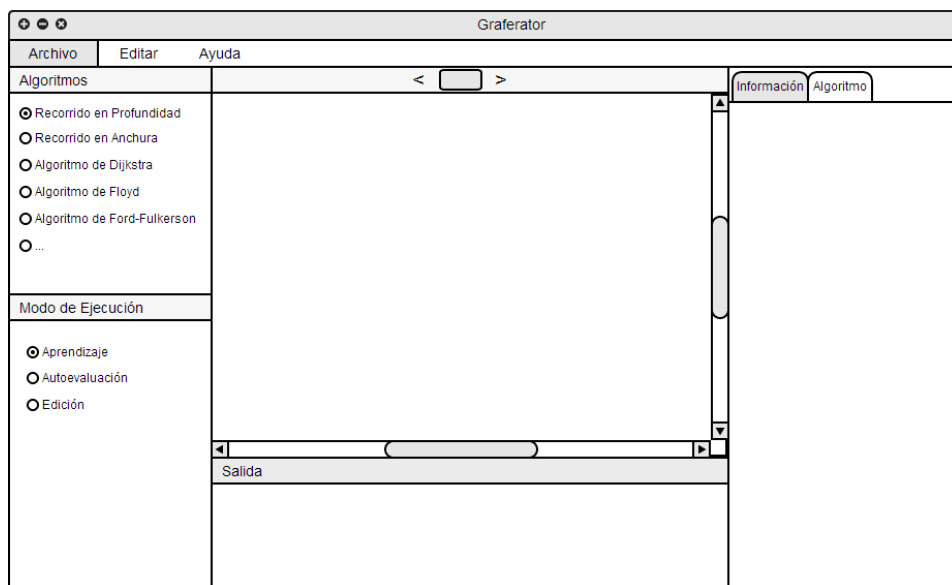 Graferator
Archivo Editar Ayuda
Algoritmos
< >
Información Algoritmo
Recorrido en Profundidad
Recorrido en Anchura
Algoritmo de Dijkstra
Algoritmo de Floyd
Algoritmo de Ford-Fulkerson
...
Modo de Ejecución
Aprendizaje
Autoevaluación
Edición
Salida